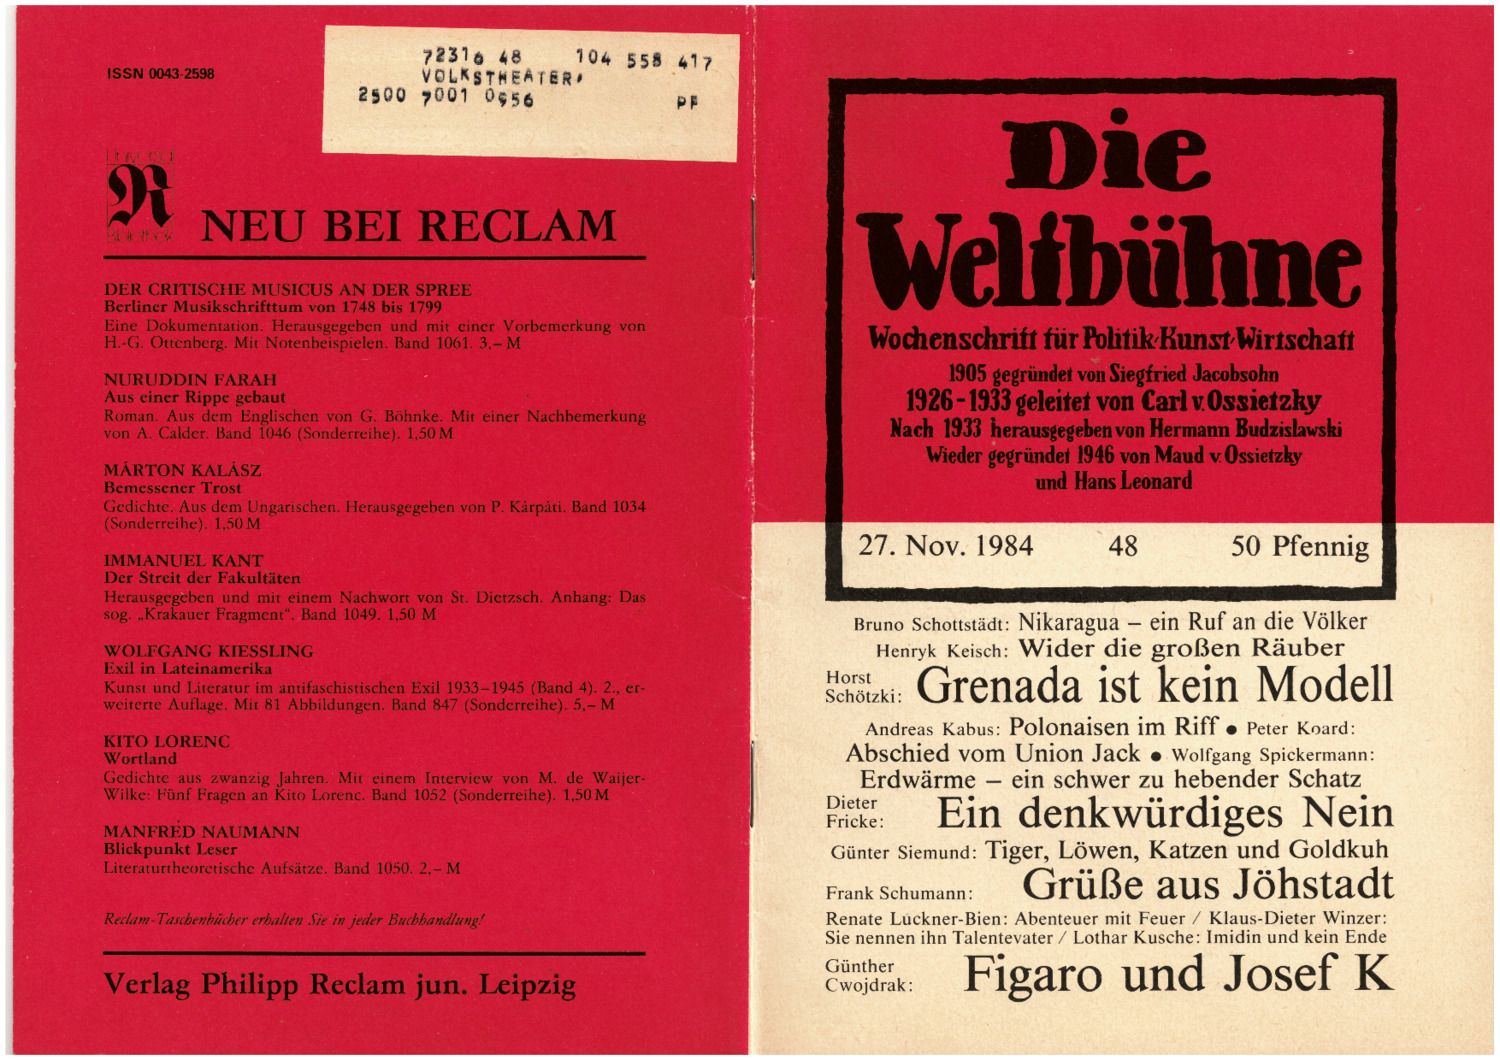 ISSN 0043-2598
72316 48 104 558 417
VOLKSTHEATER,
2500 7001 0956 PF
R
NEU BEI RECLAM
DER CRITISCHE MUSICUS AN DER SPREE
Berliner Musikschrifttum von 1748 bis 1799
Eine Dokumentation. Herausgegeben und mit einer Vorbemerkung von
H.-G. Ottenberg. Mit Notenbeispielen. Band 1061. 3,– M
NURUDDIN FARAH
Aus einer Rippe gebaut
Roman. Aus dem Englischen von G. Böhnke. Mit einer Nachbemerkung
von A. Calder. Band 1046 (Sonderreihe). 1,50 M
MÁRTON KALÁSZ
Bemessener Trost
Gedichte. Aus dem Ungarischen. Herausgegeben von P. Kárpáti. Band 1034
(Sonderreihe). 1,50 M
IMMANUEL KANT
Der Streit der Fakultäten
Herausgegeben und mit einem Nachwort von St. Dietzsch. Anhang: Das
sog. „Krakauer Fragment“. Band 1049. 1,50 M
WOLFGANG KIESSLING
Exil in Lateinamerika
Kunst und Literatur im antifaschistischen Exil 1933–1945 (Band 4). 2., er-
weiterte Auflage. Mit 81 Abbildungen. Band 847 (Sonderreihe). 5,– M
KITO LORENC
Wortland
Gedichte aus zwanzig Jahren. Mit einem Interview von M. de Waijer-
Wilke: Fünf Fragen an Kito Lorenc. Band 1052 (Sonderreihe). 1,50 M
MANFRED NAUMANN
Blickpunkt Leser
Literaturtheoretische Aufsätze. Band 1050. 2,– M
Reclam-Taschenbücher erhalten Sie in jeder Buchhandlung!
Verlag Philipp Reclam jun. Leipzig
Die
Weltbühne
Wochenschrift für Politik·Kunst·Wirtschaft
1905 gegründet von Siegfried Jacobsohn
1926-1933 geleitet von Carl v. Ossietzky
Nach 1933 herausgegeben von Hermann Budzislawski
Wieder gegründet 1946 von Maud v. Ossietzky
und Hans Leonard
27. Nov. 1984 48 50 Pfennig
Bruno Schottstädt: Nikaragua – ein Ruf an die Völker
Henryk Keisch: Wider die großen Räuber
Horst
Schötzki: Grenada ist kein Modell
Andreas Kabus: Polonaisen im Riff ● Peter Koard:
Abschied vom Union Jack ● Wolfgang Spickermann:
Erdwärme – ein schwer zu hebender Schatz
Dieter
Fricke: Ein denkwürdiges Nein
Günter Siemund: Tiger, Löwen, Katzen und Goldkuh
Frank Schumann: Grüße aus Jöhstadt
Renate Luckner-Bien: Abenteuer mit Feuer / Klaus-Dieter Winzer:
Sie nennen ihn Talentevater / Lothar Kusche: Imidin und kein Ende
Günther
Cwojdrak: Figaro und Josef K